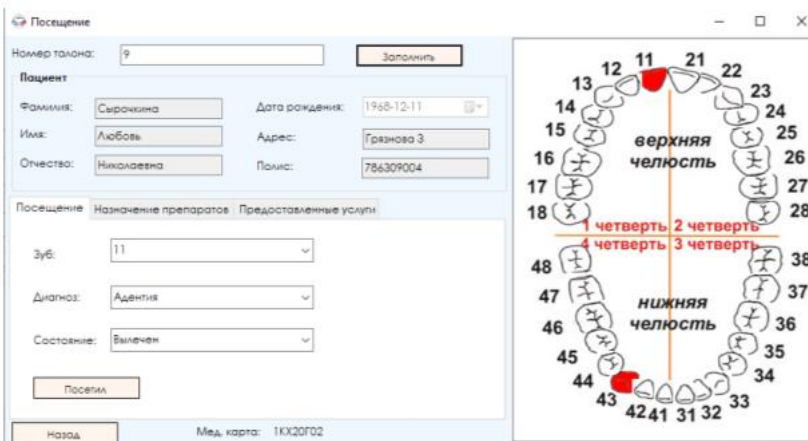 Посещение
Номер талона: 9 Заполнить
Пациент
Фамилия: Сырочкина Дата рождения: 1968-12-11
Имя: Любовь Адрес: Грязнова 3
Отчество: Николаевна Полис: 786309004
Посещение Назначение препаратов Предоставленные услуги
Зуб: 11
Диагноз: Адентия
Состояние: Вылечен
Посетил
Назад Мед. карта: 1КХ20Г02
11 21
12 22
13 23
14 24
15 25
верхняя
челюсть
16 26
17 27
18 28
1 четверть 2 четверть
4 четверть 3 четверть
48 38
47 37
нижняя
челюсть
46 36
45 35
44 34
43 42 41 31 32 33